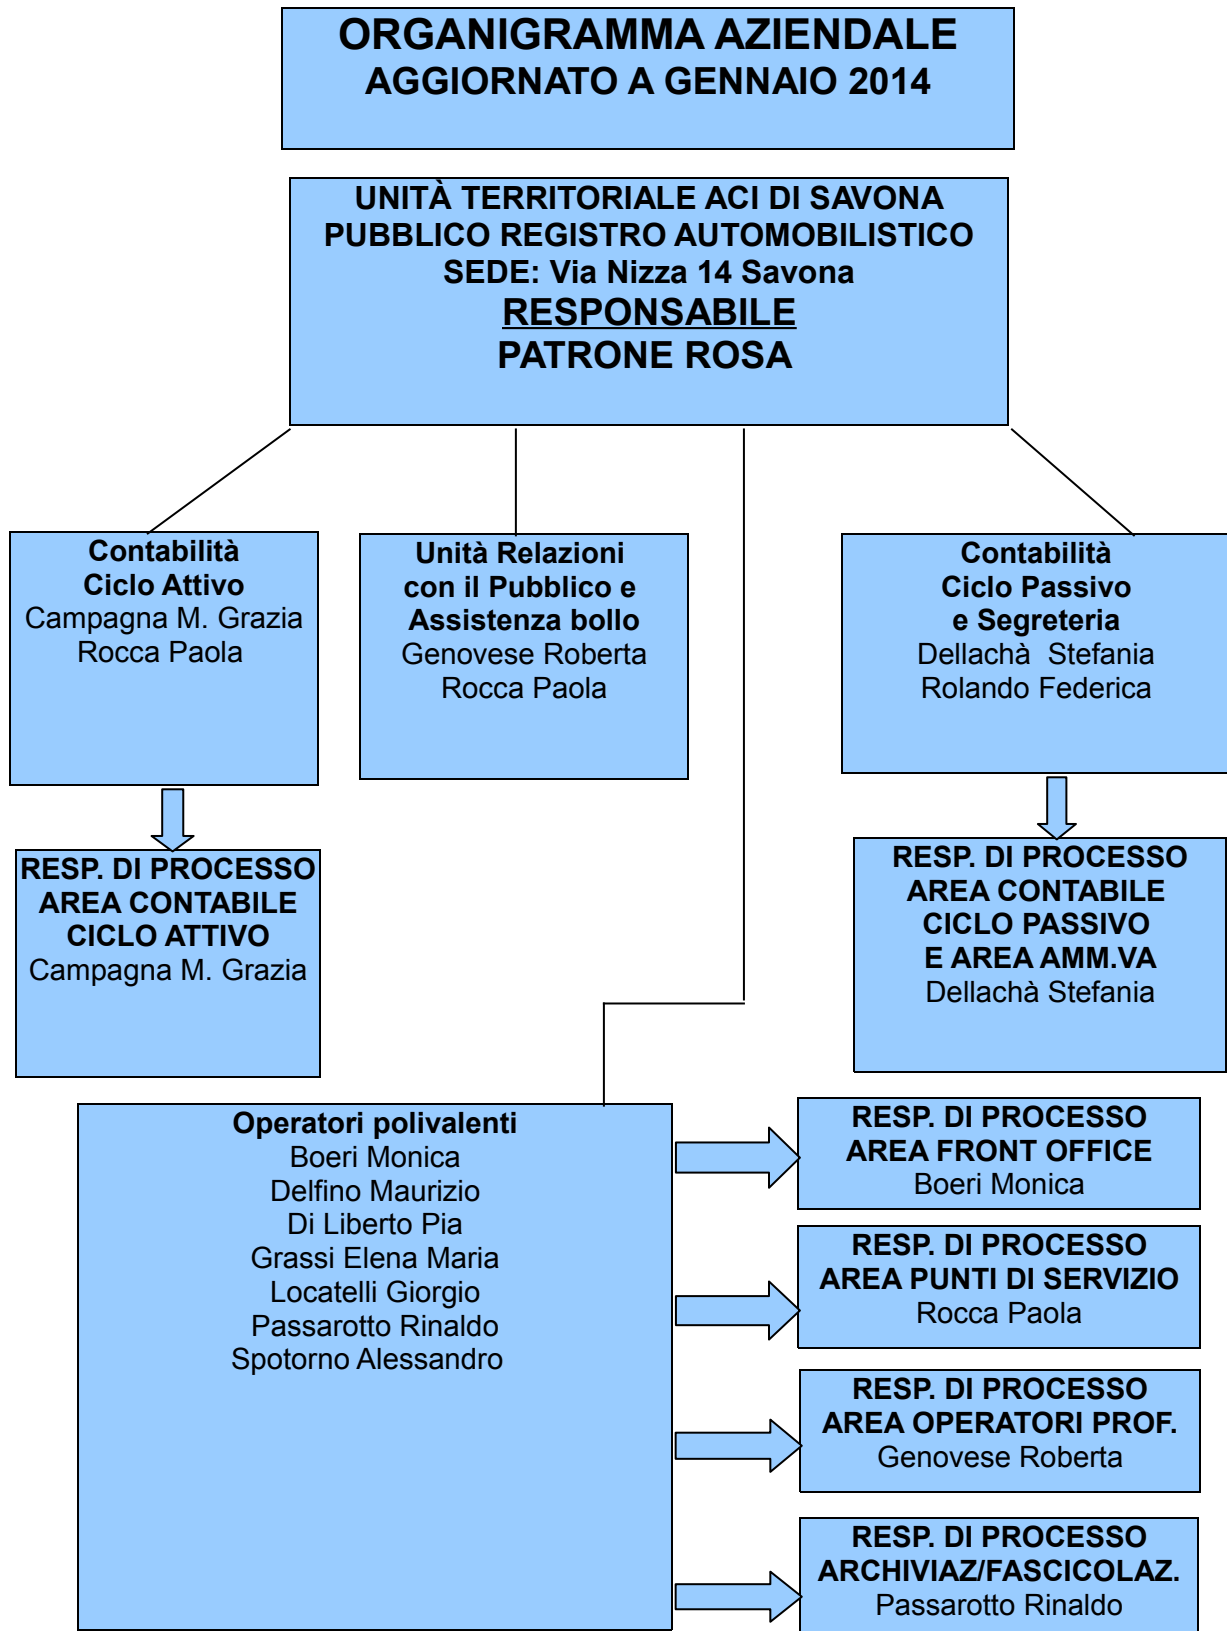 ORGANIGRAMMA AZIENDALE
AGGIORNATO A GENNAIO 2014
UNITÀ TERRITORIALE ACI DI SAVONA
PUBBLICO REGISTRO AUTOMOBILISTICO
SEDE: Via Nizza 14 Savona
RESPONSABILE
PATRONE ROSA
Contabilità
Ciclo Attivo
Campagna M. Grazia
Rocca Paola
Unità Relazioni
con il Pubblico e
Assistenza bollo
Genovese Roberta
Rocca Paola
Contabilità
Ciclo Passivo
e Segreteria
Dellachà Stefania
Rolando Federica
RESP. DI PROCESSO
AREA CONTABILE
CICLO ATTIVO
Campagna M. Grazia
RESP. DI PROCESSO
AREA CONTABILE
CICLO PASSIVO
E AREA AMM.VA
Dellachà Stefania
Operatori polivalenti
Boeri Monica
Delfino Maurizio
Di Liberto Pia
Grassi Elena Maria
Locatelli Giorgio
Passarotto Rinaldo
Spotorno Alessandro
RESP. DI PROCESSO
AREA FRONT OFFICE
Boeri Monica
RESP. DI PROCESSO
AREA PUNTI DI SERVIZIO
Rocca Paola
RESP. DI PROCESSO
AREA OPERATORI PROF.
Genovese Roberta
RESP. DI PROCESSO
ARCHIVIAZ/FASCICOLAZ.
Passarotto Rinaldo